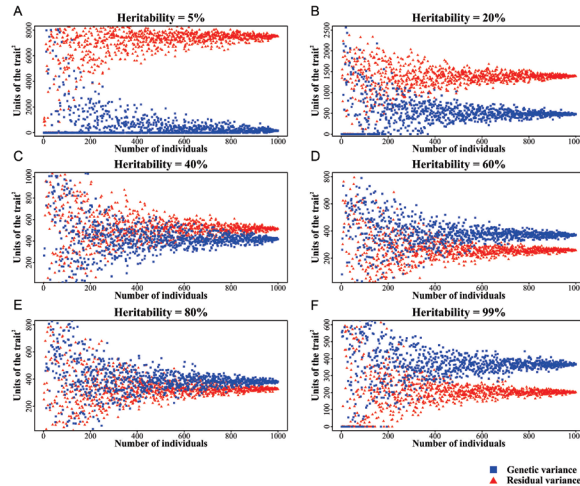 A
Heritability = 5%
Units of the trait²
8000
6000
4000
2000
0
0 200 400 600 800 1000
Number of individuals
B
Heritability = 20%
Units of the trait²
2500
2000
1500
1000
500
0
0 200 400 600 800 1000
Number of individuals
C
Heritability = 40%
Units of the trait²
1000
800
600
400
200
0 200 400 600 800 1000
Number of individuals
D
Heritability = 60%
Units of the trait²
800
600
400
200
0 200 400 600 800 1000
Number of individuals
E
Heritability = 80%
Units of the trait²
800
600
400
200
0 200 400 600 800 1000
Number of individuals
F
Heritability = 99%
Units of the trait²
600
500
400
300
200
100
0
0 200 400 600 800 1000
Number of individuals
Genetic variance
Residual variance